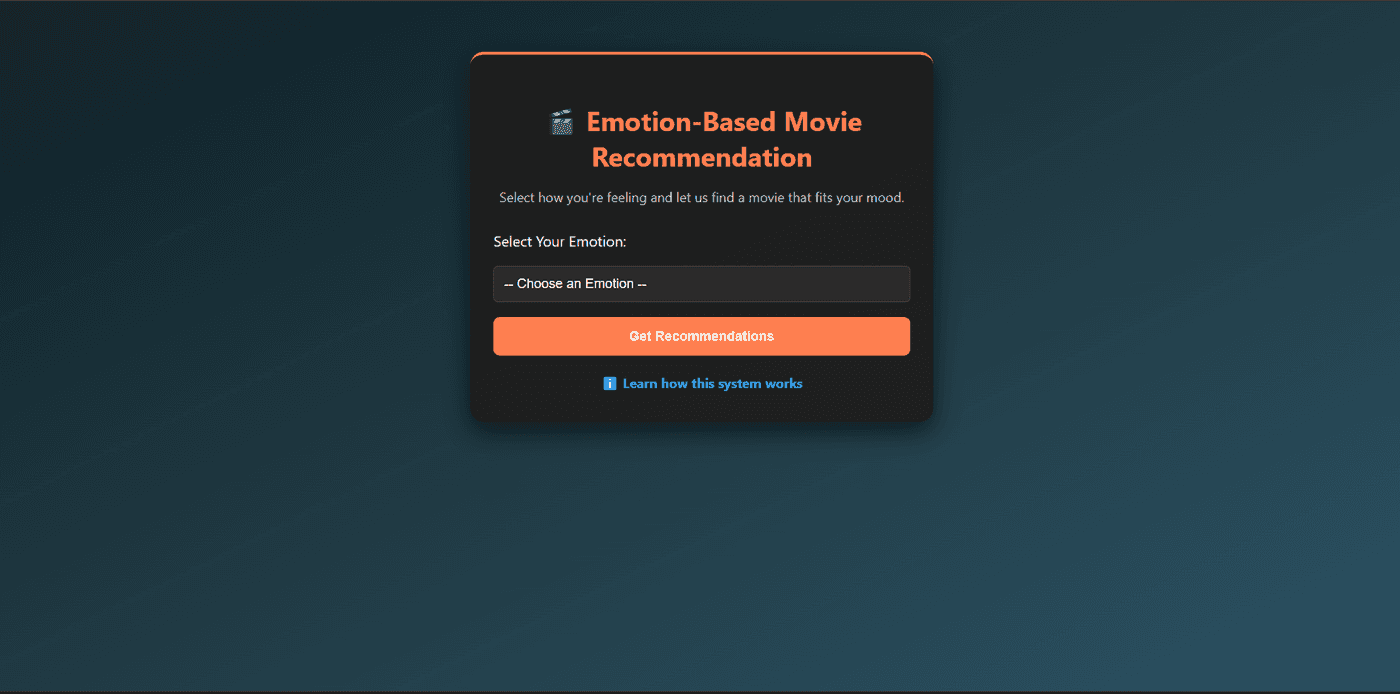 🎬 Emotion-Based Movie
Recommendation
Select how you're feeling and let us find a movie that fits your mood.
Select Your Emotion:
-- Choose an Emotion --
Get Recommendations
ℹ️ Learn how this system works